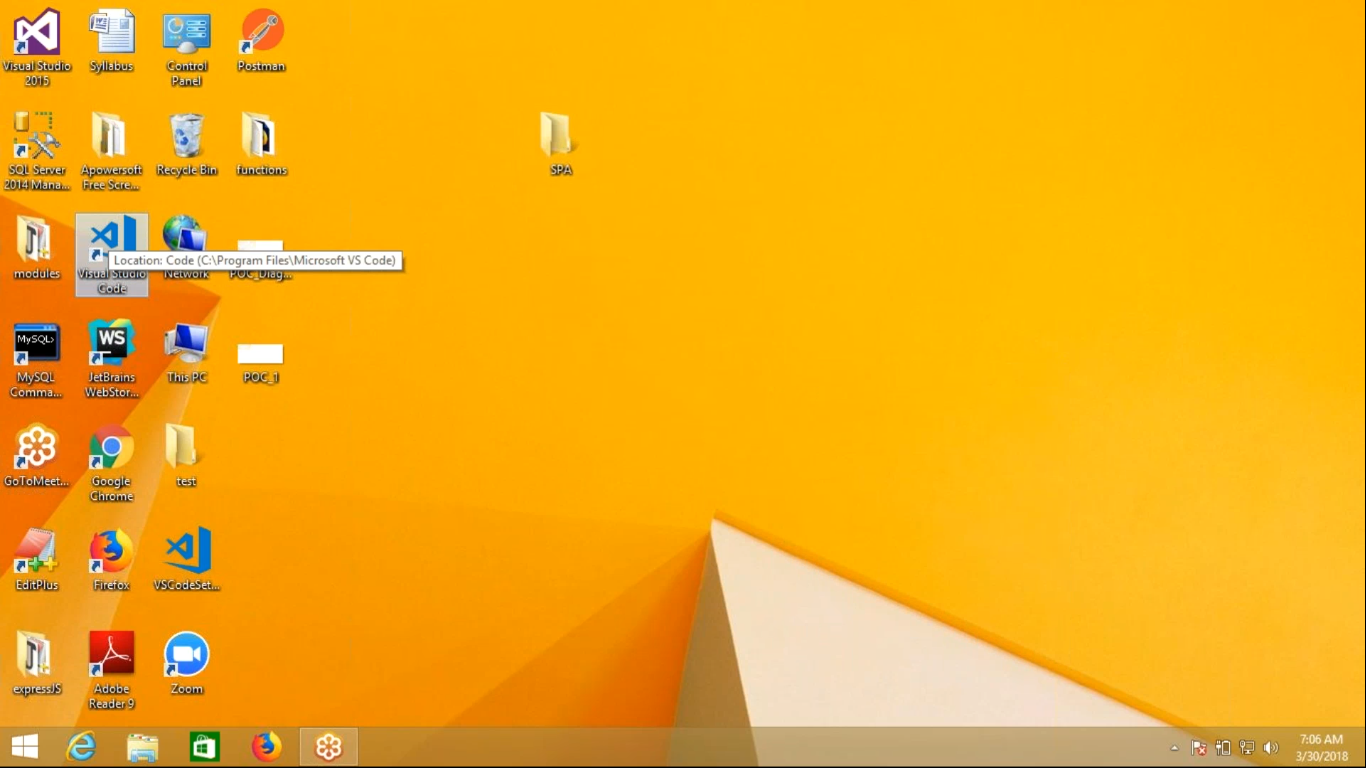 Visual Studio
2015
Syllabus
Control
Panel
Postman
SQL Server
2014 Mana...
Apowersoft
Free Scre...
Recycle Bin
functions
SPA
modules
Visual Studio
Code
Location: Code (C:\Program Files\Microsoft VS Code)
Network
POC_Diag...
MySQL>
MySQL
Comma...
WS
JetBrains
WebStor...
This PC
POC_1
GoToMeet...
Google
Chrome
test
EditPlus
Firefox
VSCodeSet...
expressJS
Adobe
Reader 9
Zoom
7:06 AM
3/30/2018